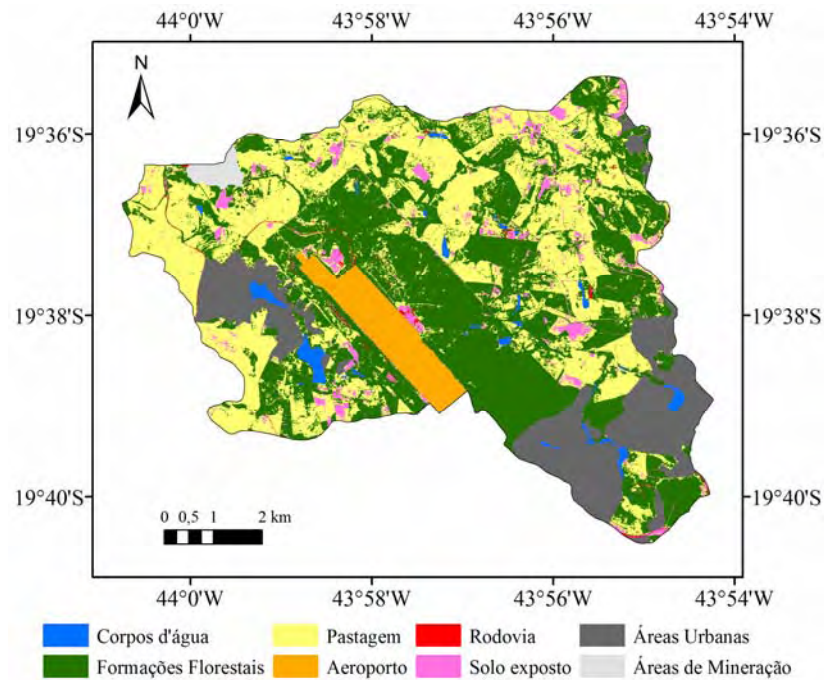 44°0'W 43°58'W 43°56'W 43°54'W
N
19°36'S 19°36'S
19°38'S 19°38'S
19°40'S 19°40'S
0 0,5 1 2 km
44°0'W 43°58'W 43°56'W 43°54'W
Corpos d'água Pastagem Rodovia Áreas Urbanas
Formações Florestais Aeroporto Solo exposto Áreas de Mineração